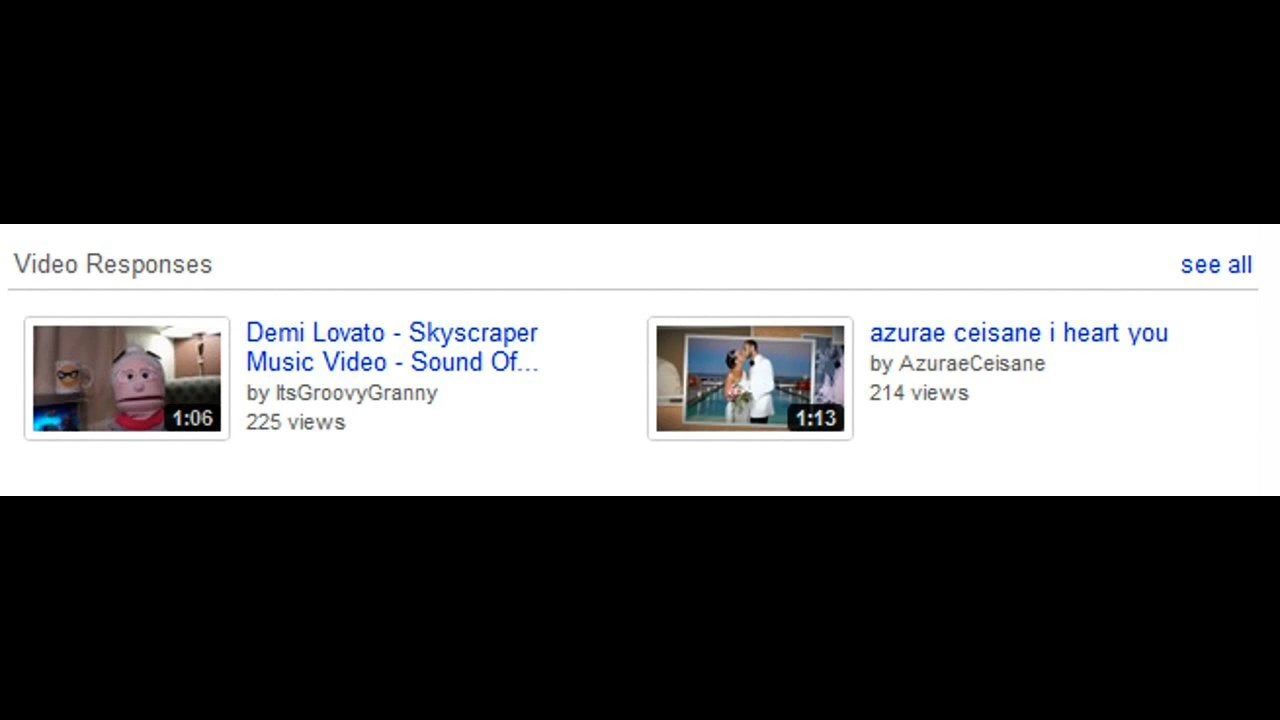 Video Responses
see all
Demi Lovato - Skyscraper
Music Video - Sound Of...
by ItsGroovyGranny
225 views
1:06
azurae ceisane i heart you
by AzuraeCeisane
214 views
1:13